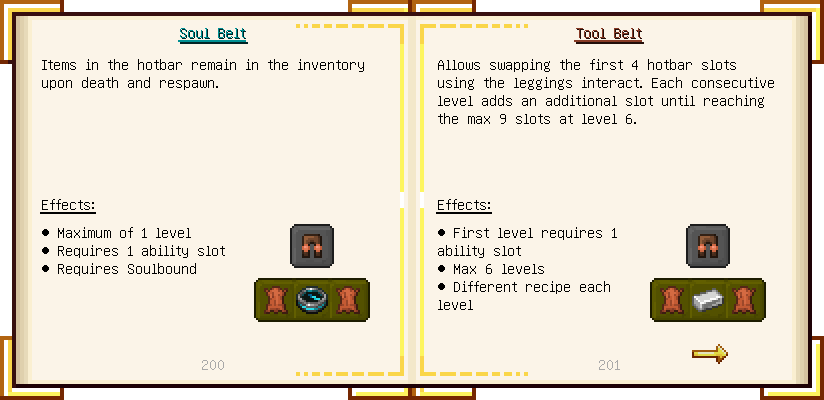 Soul Belt
Items in the hotbar remain in the inventory
upon death and respawn.
Effects:
● Maximum of 1 level
● Requires 1 ability slot
● Requires Soulbound
200
Tool Belt
Allows swapping the first 4 hotbar slots
using the leggings interact. Each consecutive
level adds an additional slot until reaching
the max 9 slots at level 6.
Effects:
● First level requires 1
ability slot
● Max 6 levels
● Different recipe each
level
201